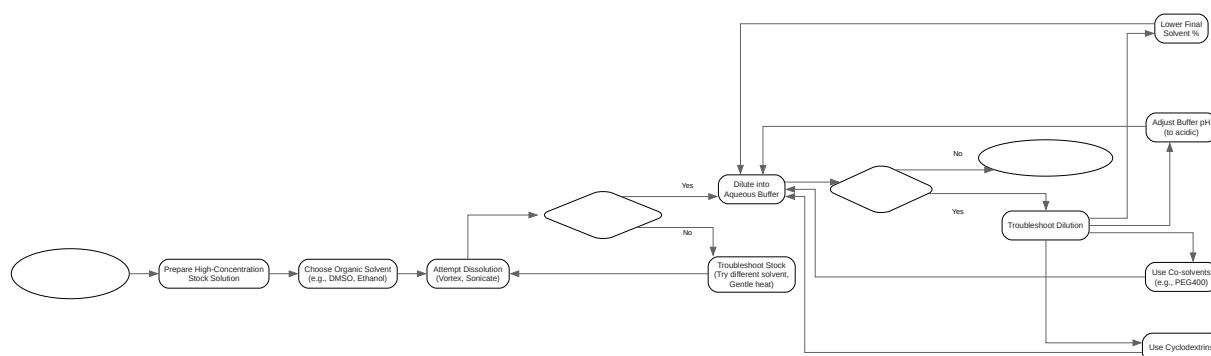 Lower Final
Solvent %
Adjust Buffer pH
(to acidic)
No
Dilute into
Aqueous Buffer
Yes
Yes
Troubleshoot Dilution
No
Prepare High-Concentration
Stock Solution
Choose Organic Solvent
(e.g., DMSO, Ethanol)
Attempt Dissolution
(Vortex, Sonicate)
Troubleshoot Stock
(Try different solvent,
Gentle heat)
Use Co-solvents
(e.g., PEG400)
Use Cyclodextrins